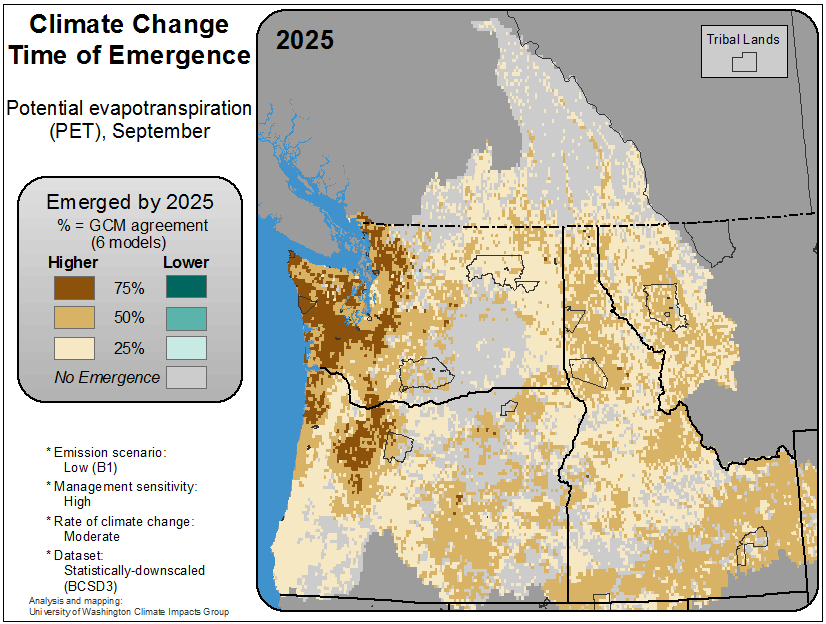 Climate Change
Time of Emergence
Potential evapotranspiration
(PET), September
Emerged by 2025
% = GCM agreement
(6 models)
Higher Lower
75%
50%
25%
No Emergence
* Emission scenario:
Low (B1)
* Management sensitivity:
High
* Rate of climate change:
Moderate
* Dataset:
Statistically-downscaled
(BCSD3)
Analysis and mapping:
University of Washington Climate Impacts Group
2025
Tribal Lands